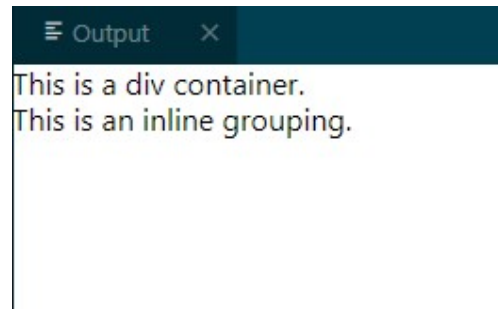 Output
This is a div container.
This is an inline grouping.